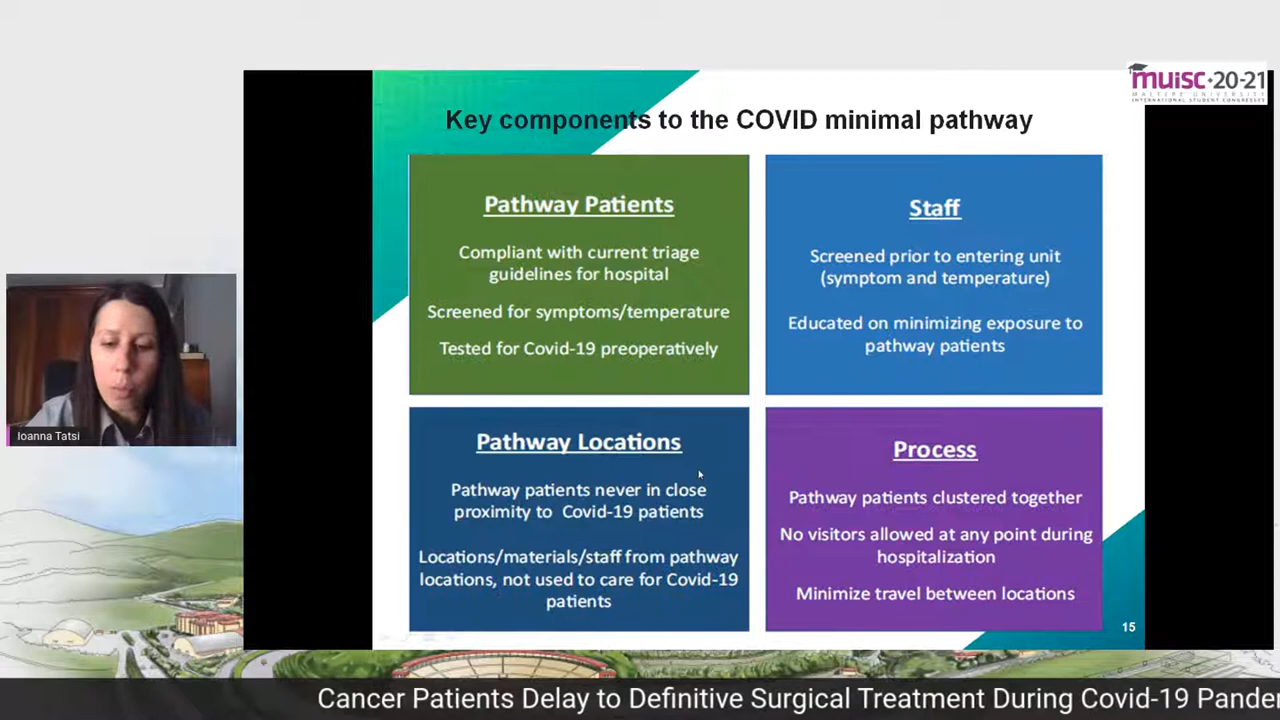 muisc·20-21
MALTEPE UNIVERSITY
INTERNATIONAL STUDENT CONGRESSES
Key components to the COVID minimal pathway
Pathway Patients
Compliant with current triage
guidelines for hospital
Screened for symptoms/temperature
Tested for Covid-19 preoperatively
Staff
Screened prior to entering unit
(symptom and temperature)
Educated on minimizing exposure to
pathway patients
Pathway Locations
Pathway patients never in close
proximity to Covid-19 patients
Locations/materials/staff from pathway
locations, not used to care for Covid-19
patients
Process
Pathway patients clustered together
No visitors allowed at any point during
hospitalization
Minimize travel between locations
15
Ioanna Tatsi
Cancer Patients Delay to Definitive Surgical Treatment During Covid-19 Pander